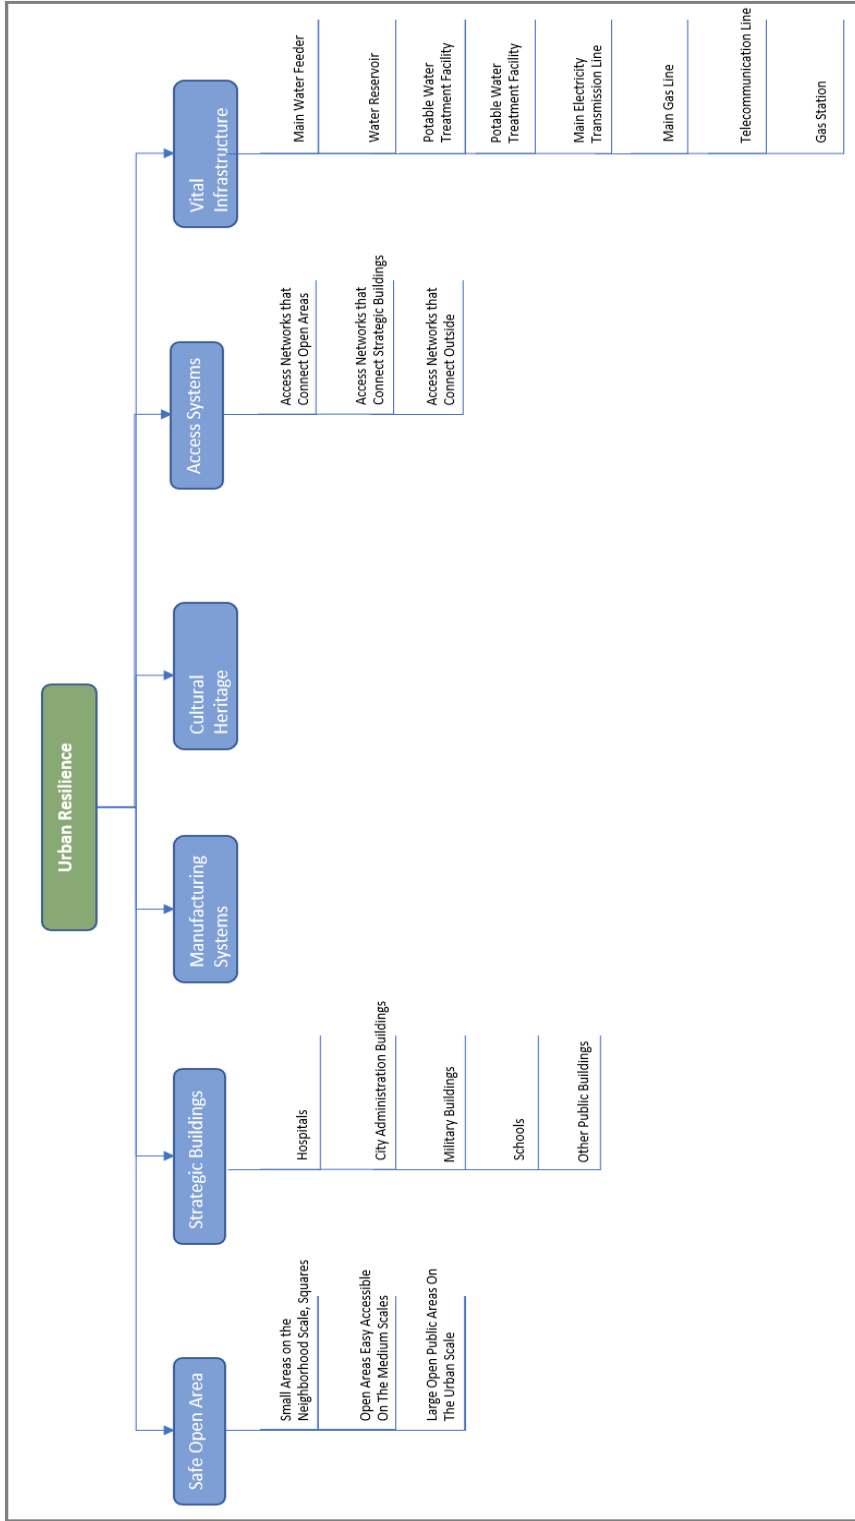 Urban Resilience
Safe Open Area
Small Areas on the
Neighborhood Scale, Squares
Open Areas Easy Accessible
On The Medium Scales
Large Open Public Areas On
The Urban Scale
Strategic Buildings
Hospitals
City Administration Buildings
Military Buildings
Schools
Other Public Buildings
Manufacturing
Systems
Cultural
Heritage
Access Systems
Access Networks that
Connect Open Areas
Access Networks that
Connect Strategic Buildings
Access Networks that
Connect Outside
Vital
Infrastructure
Main Water Feeder
Water Reservoir
Potable Water
Treatment Facility
Potable Water
Treatment Facility
Main Electricity
Transmission Line
Main Gas Line
Telecommunication Line
Gas Station